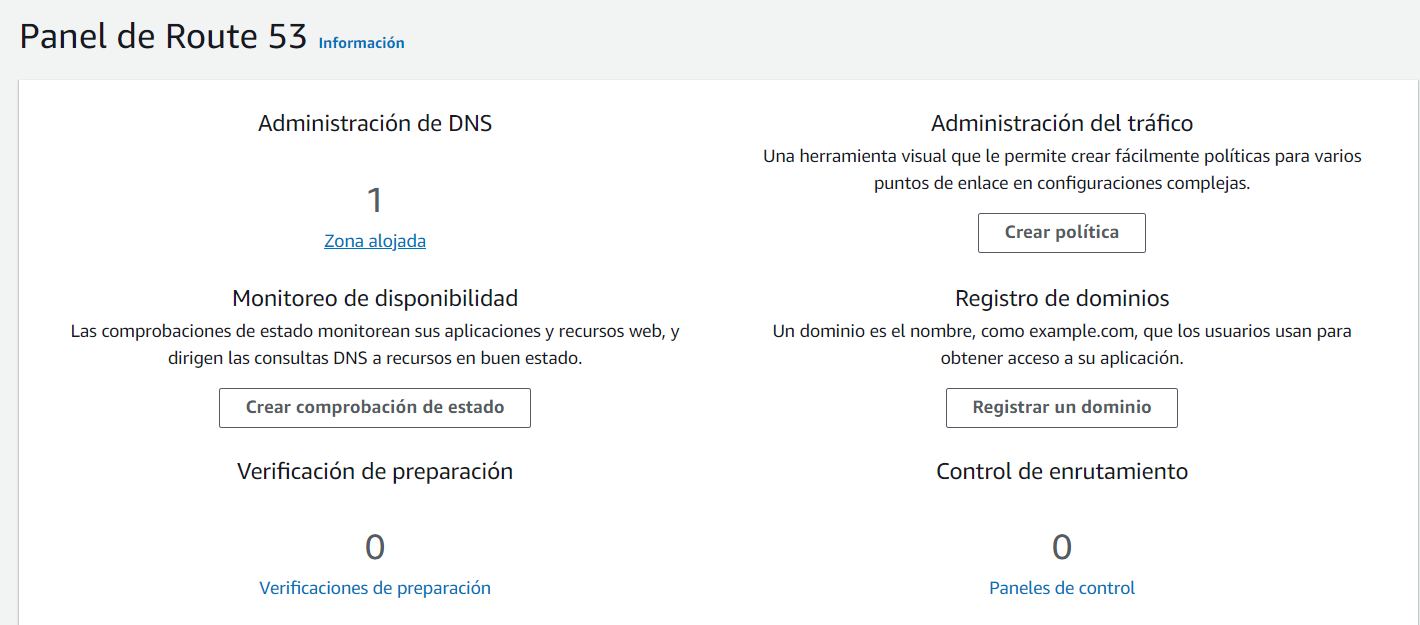 Panel de Route 53 Información
Administración de DNS
1
Zona alojada
Administración del tráfico
Una herramienta visual que le permite crear fácilmente políticas para varios
puntos de enlace en configuraciones complejas.
Crear política
Monitoreo de disponibilidad
Las comprobaciones de estado monitorean sus aplicaciones y recursos web, y
dirigen las consultas DNS a recursos en buen estado.
Crear comprobación de estado
Registro de dominios
Un dominio es el nombre, como example.com, que los usuarios usan para
obtener acceso a su aplicación.
Registrar un dominio
Verificación de preparación
0
Verificaciones de preparación
Control de enrutamiento
0
Paneles de control